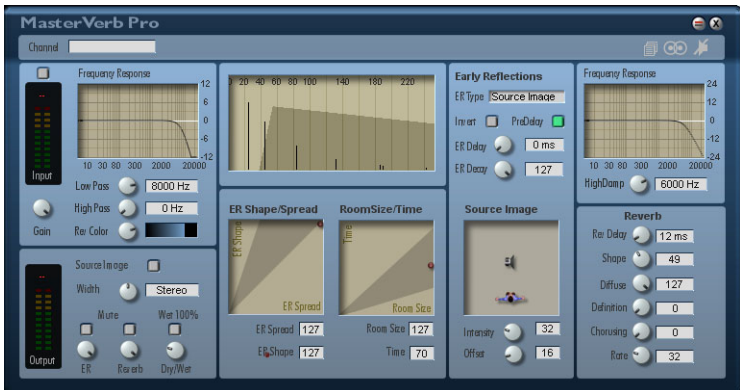 MasterVerb Pro
Channel
Frequency Response
12
6
0
-6
-12
10 30 80 300 2000 20000
Input
Low Pass 8000 Hz
High Pass 0 Hz
Gain
Rev Color
0 20 40 60 80 100 140 180 220
Early Reflections
ER Type Source Image
Invert PreDelay
ER Delay 0 ms
ER Decay 127
Frequency Response
24
12
0
-12
-24
10 30 80 300 2000 20000
HighDamp 6000 Hz
Source Image
Width Stereo
Mute Wet 100%
Output
ER Reverb Dry/Wet
ER Shape/Spread
ER Shape
ER Spread
ER Spread 127
ER Shape 127
RoomSize/Time
Time
Room Size
Room Size 127
Time 70
Source Image
Intensity 32
Offset 16
Reverb
Rev Delay 12 ms
Shape 49
Diffuse 127
Definition 0
Chorusing 0
Rate 32